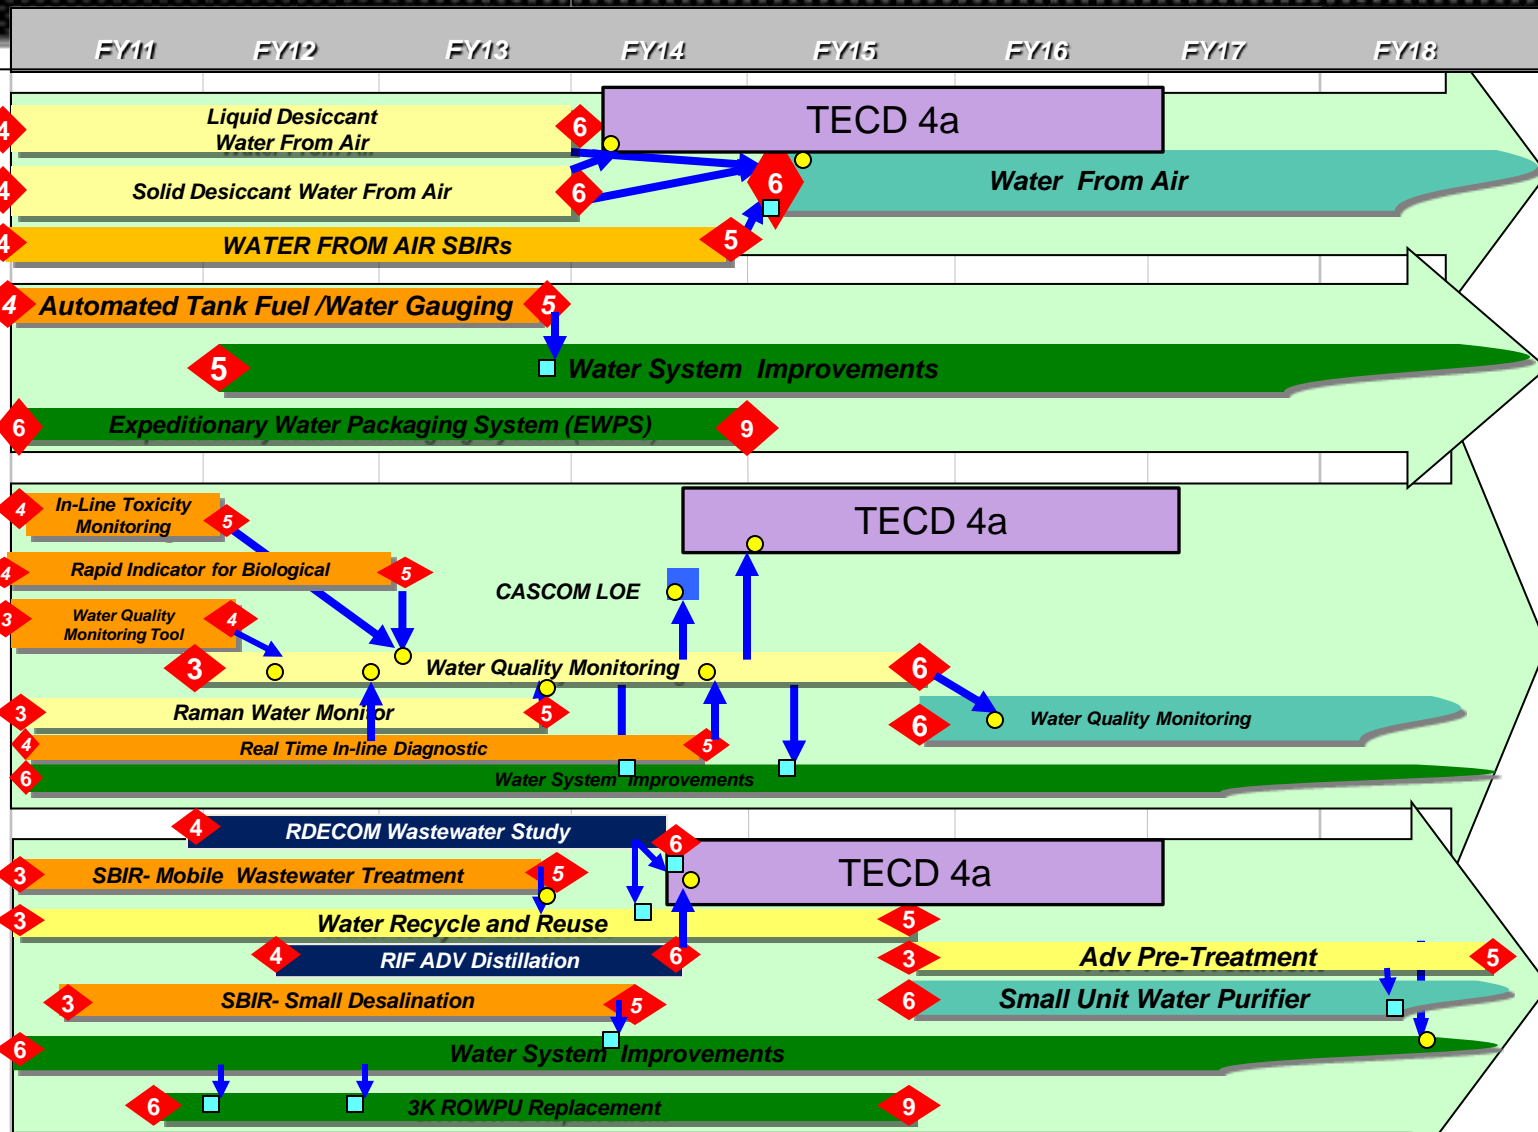 FY11 FY12 FY13 FY14 FY15 FY16 FY17 FY18
4 Liquid Desiccant
Water From Air 6
TECD 4a
4 Solid Desiccant Water From Air 6
6 Water From Air
4 WATER FROM AIR SBIRs 5
4 Automated Tank Fuel /Water Gauging 5
5 Water System Improvements
6 Expeditionary Water Packaging System (EWPS) 9
4 In-Line Toxicity
Monitoring 5
TECD 4a
4 Rapid Indicator for Biological 5
CASCOM LOE
3 Water Quality
Monitoring Tool 4
3 Water Quality Monitoring 6
3 Raman Water Monitor 5
6 Water Quality Monitoring
4 Real Time In-line Diagnostic 5
6 Water System Improvements
4 RDECOM Wastewater Study 6
TECD 4a
3 SBIR- Mobile Wastewater Treatment 5
3 Water Recycle and Reuse 5
4 RIF ADV Distillation 6
3 Adv Pre-Treatment 5
3 SBIR- Small Desalination 5
6 Small Unit Water Purifier
6 Water System Improvements
6 3K ROWPU Replacement 9